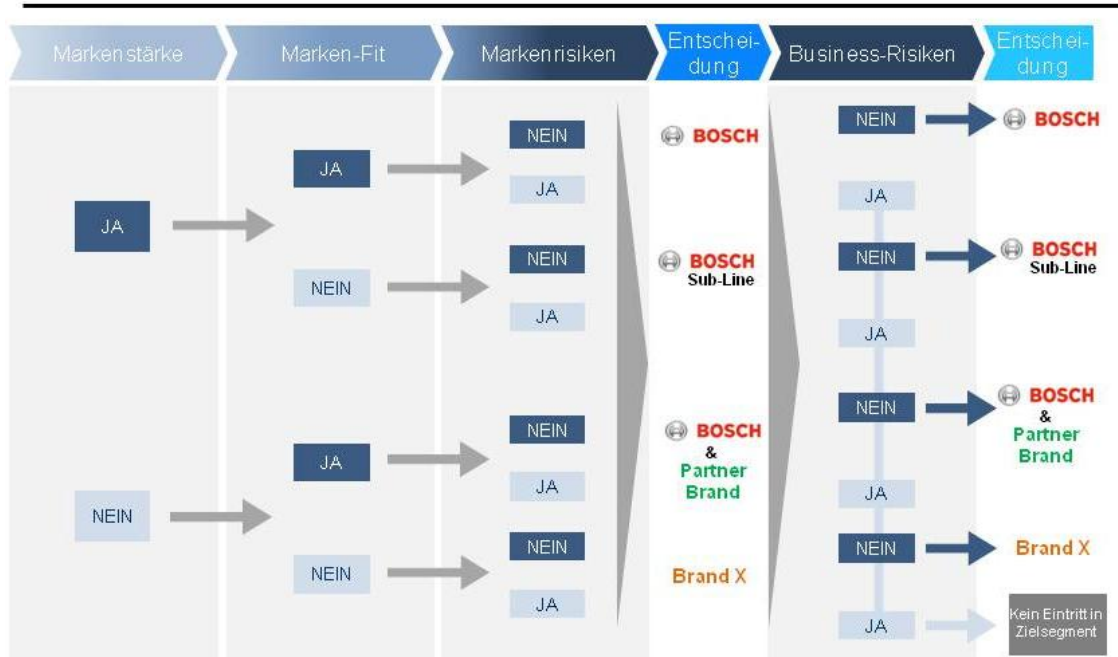 Markenstärke
Marken-Fit
Markenrisiken
Entschei-
dung
Business-Risiken
Entschei-
dung
JA
NEIN
JA
NEIN
JA
NEIN
NEIN
JA
NEIN
JA
NEIN
JA
NEIN
JA
BOSCH
BOSCH
Sub-Line
BOSCH
&
Partner
Brand
Brand X
NEIN
JA
NEIN
JA
NEIN
JA
NEIN
JA
BOSCH
BOSCH
Sub-Line
BOSCH
&
Partner
Brand
Brand X
Kein Eintritt in
Zielsegment